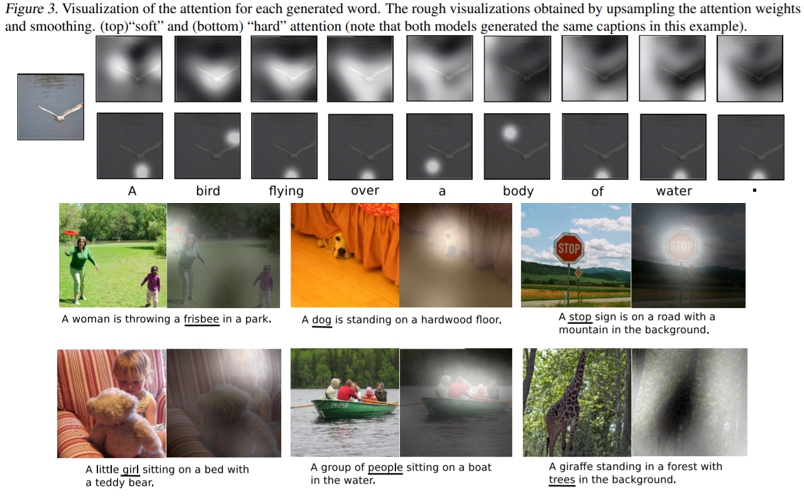 Figure 3. Visualization of the attention for each generated word. The rough visualizations obtained by upsampling the attention weights
and smoothing. (top)“soft” and (bottom) “hard” attention (note that both models generated the same captions in this example).
A bird flying over a body of water .
STOP STOP
A woman is throwing a frisbee in a park.
A dog is standing on a hardwood floor.
A stop sign is on a road with a
mountain in the background.
A little girl sitting on a bed with
a teddy bear.
A group of people sitting on a boat
in the water.
A giraffe standing in a forest with
trees in the background.